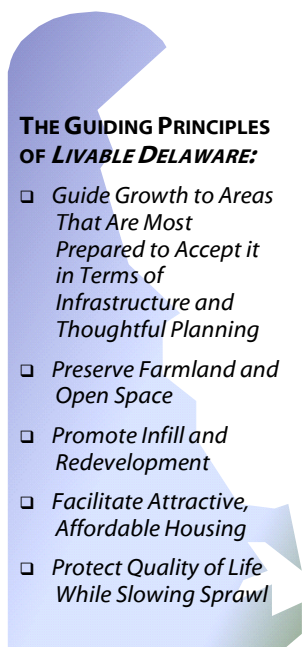 THE GUIDING PRINCIPLES
OF LIVABLE DELAWARE:
❑ Guide Growth to Areas
That Are Most
Prepared to Accept it
in Terms of
Infrastructure and
Thoughtful Planning
❑ Preserve Farmland and
Open Space
❑ Promote Infill and
Redevelopment
❑ Facilitate Attractive,
Affordable Housing
❑ Protect Quality of Life
While Slowing Sprawl